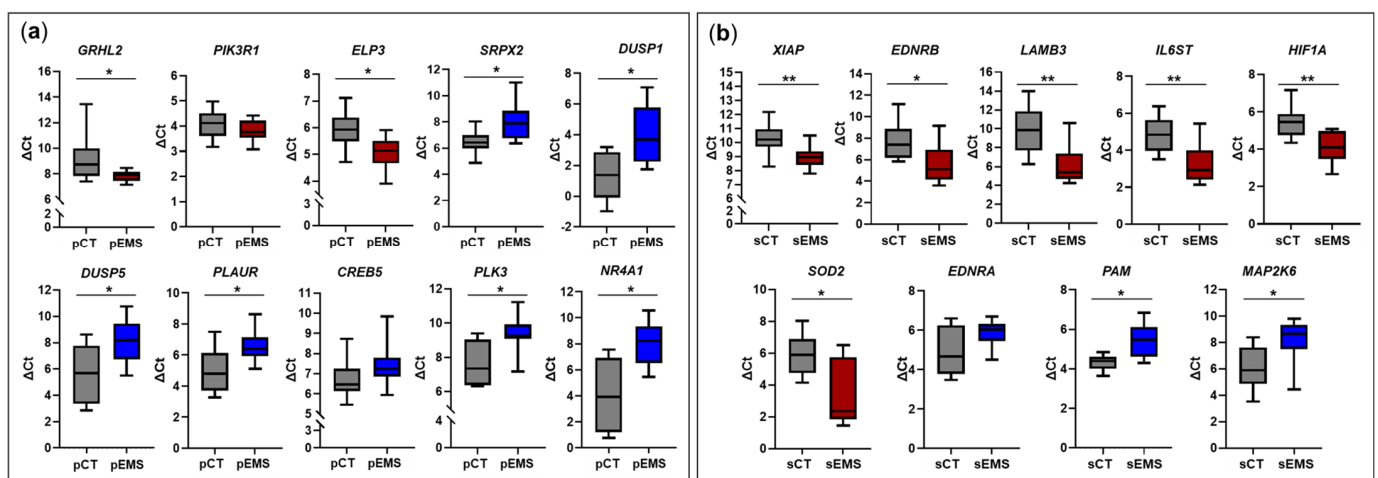 (a)
GRHL2 PIK3R1 ELP3 SRPX2 DUSP1
* * * *
ΔCt 16 14 12 10 8 6 2 0
ΔCt 6 5 4 3 2 1 0
ΔCt 8 7 6 5 4 3 0
ΔCt 12 10 8 6 4 2 0
ΔCt 8 6 4 2 0 -2
pCT pEMS pCT pEMS pCT pEMS pCT pEMS pCT pEMS
DUSP5 PLAUR CREB5 PLK3 NR4A1
* * * *
ΔCt 12 10 8 6 4 2 0
ΔCt 10 8 6 4 2 0
ΔCt 11 10 9 8 7 6 5 3 0
ΔCt 12 10 8 6 4 0
ΔCt 12 10 8 6 4 2 0
pCT pEMS pCT pEMS pCT pEMS pCT pEMS pCT pEMS
(b)
XIAP EDNRB LAMB3 IL6ST HIF1A
** * ** ** **
ΔCt 15 14 13 12 11 10 9 8 7 6 2 0
ΔCt 14 12 10 8 6 4 2 0
ΔCt 16 14 12 10 8 6 4 2 0
ΔCt 8 6 4 2 0
ΔCt 8 6 4 2 0
sCT sEMS sCT sEMS sCT sEMS sCT sEMS sCT sEMS
SOD2 EDNRA PAM MAP2K6
* * *
ΔCt 10 8 6 4 2 0
ΔCt 8 6 4 2 0
ΔCt 8 6 4 2 0
ΔCt 12 10 8 6 4 2 0
sCT sEMS sCT sEMS sCT sEMS sCT sEMS